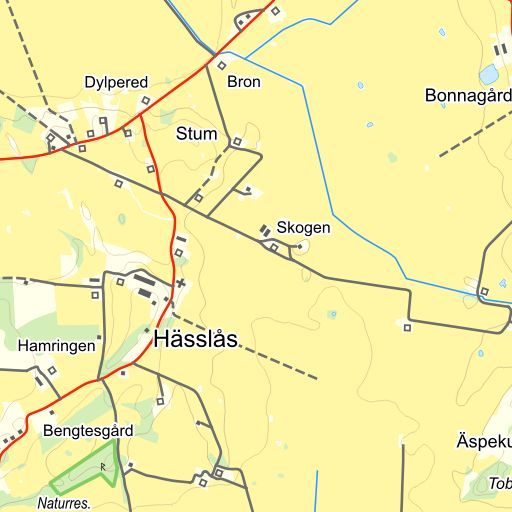 Dylpered
Bron
Bonnagård
Stum
Skogen
Hässlås
Hamringen
Bengtesgård
Äspeku
Tob
R
Naturres.